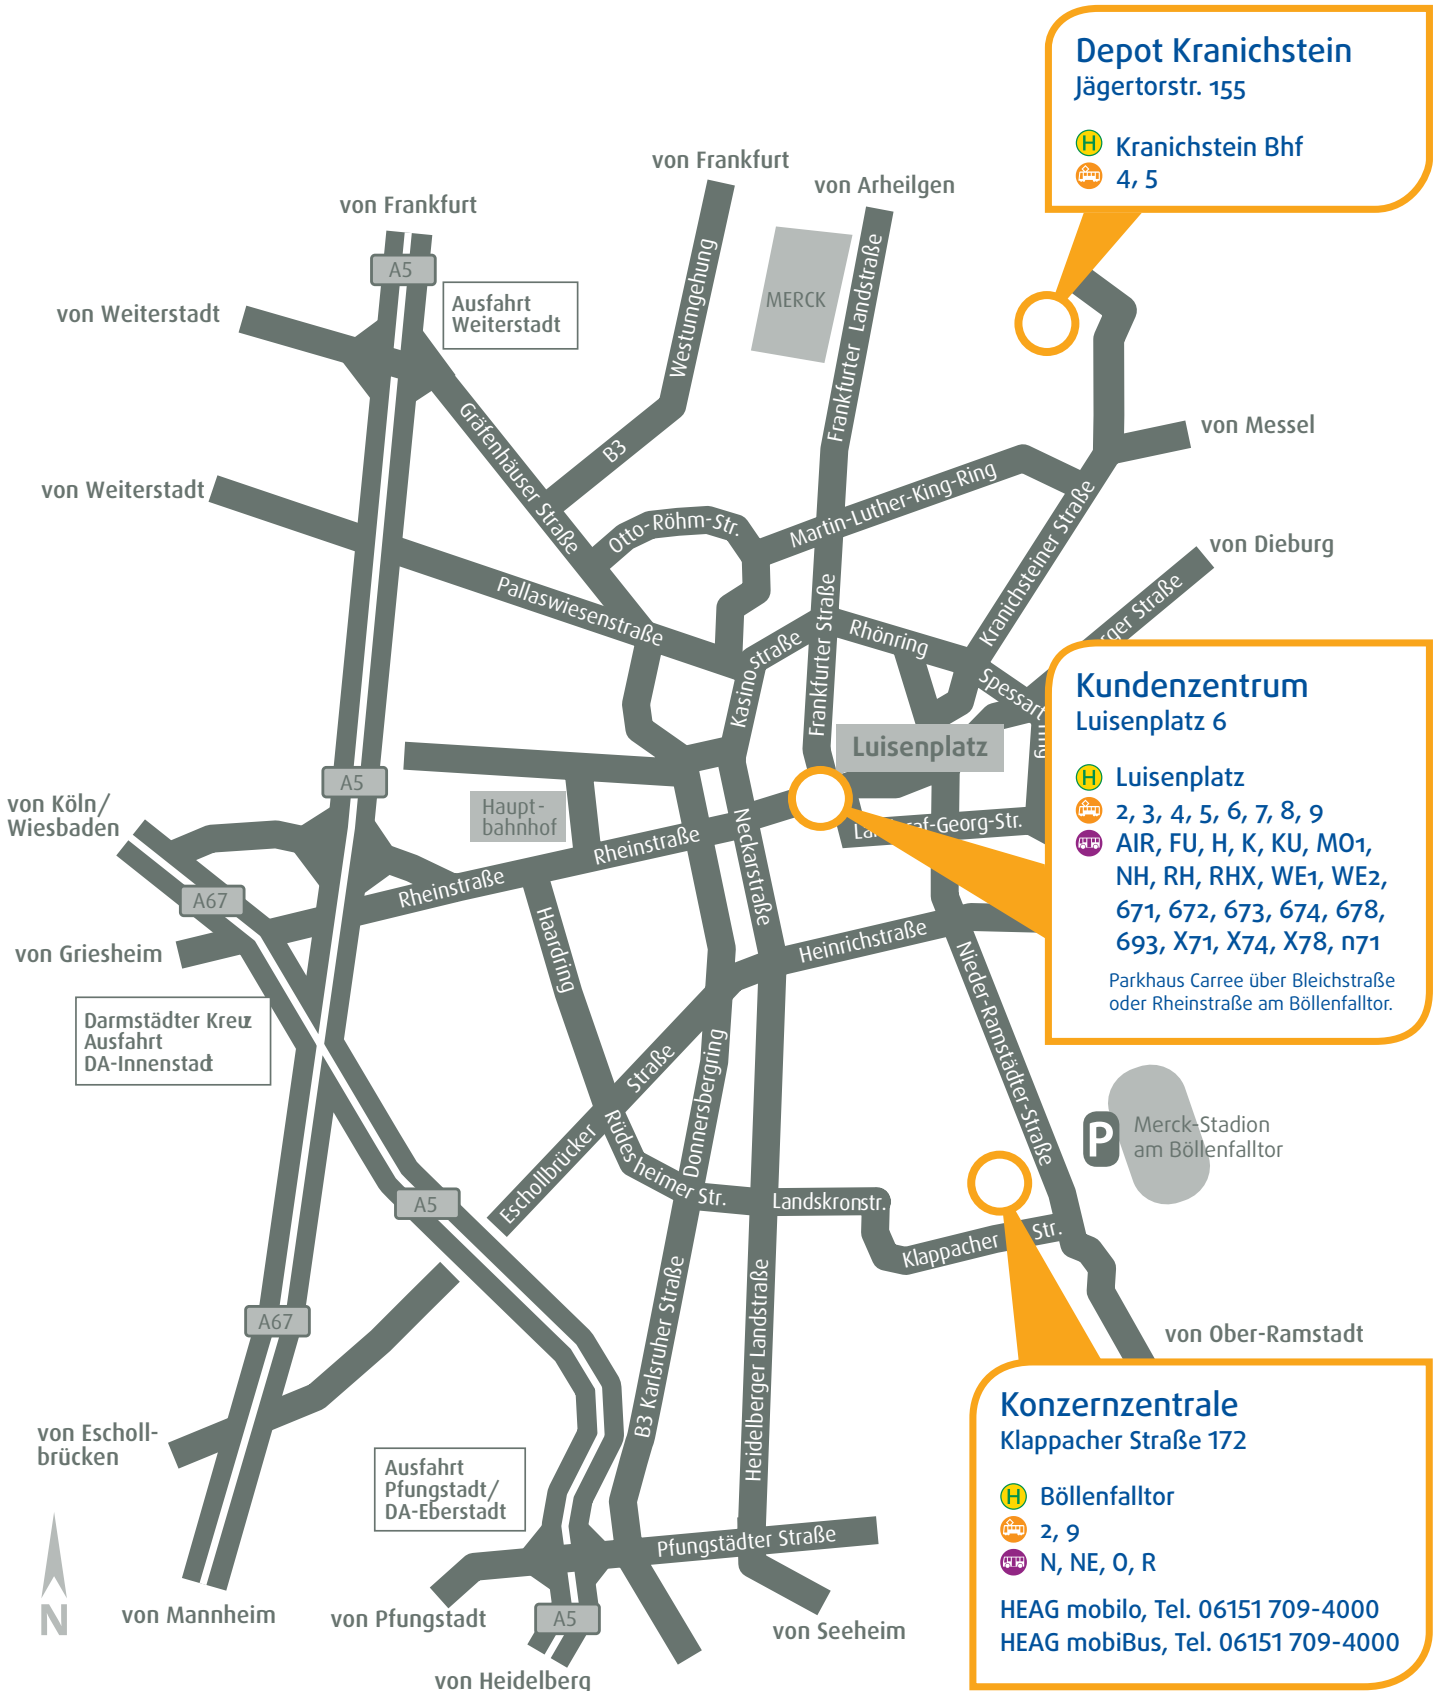 Depot Kranichstein
Jägertorstr. 155
H Kranichstein Bhf
4, 5
von Frankfurt
von Arheilgen
von Frankfurt
A5
Ausfahrt
Weiterstadt
von Weiterstadt
Westumgehung
MERCK
Frankfurter Landstraße
von Messel
Gräfenhäuser Straße
B3
von Weiterstadt
Otto-Röhm-Str.
Martin-Luther-King-Ring
Kranichsteiner Straße
von Dieburg
rger Straße
Pallaswiesenstraße
Kasinostraße
Frankfurter Straße
Rhönring
Spessart
ring
Kundenzentrum
Luisenplatz 6
H Luisenplatz
2, 3, 4, 5, 6, 7, 8, 9
AIR, FU, H, K, KU, MO1,
NH, RH, RHX, WE1, WE2,
671, 672, 673, 674, 678,
693, X71, X74, X78, n71
Parkhaus Carree über Bleichstraße
oder Rheinstraße am Böllenfalltor.
Luisenplatz
A5
von Köln/
Wiesbaden
Haupt-
bahnhof
Rheinstraße
Neckarstraße
af-Georg-Str.
Rheinstraße
A67
von Griesheim
Haardring
Heinrichstraße
Nieder-Ramstädter-Straße
Darmstädter Kreuz
Ausfahrt
DA-Innenstadt
Eschollbrücker Straße
Donnersbergring
Rüdesheimer Str.
P
Merck-Stadion
am Böllenfalltor
A5
Landskronstr.
Klappacher Str.
B3 Karlsruher Straße
Heidelberger Landstraße
A67
von Ober-Ramstadt
Konzernzentrale
Klappacher Straße 172
H Böllenfalltor
2, 9
N, NE, O, R
HEAG mobilo, Tel. 06151 709-4000
HEAG mobiBus, Tel. 06151 709-4000
von Escholl-
brücken
Ausfahrt
Pfungstadt/
DA-Eberstadt
Pfungstädter Straße
N
von Mannheim
von Pfungstadt
A5
von Seeheim
von Heidelberg